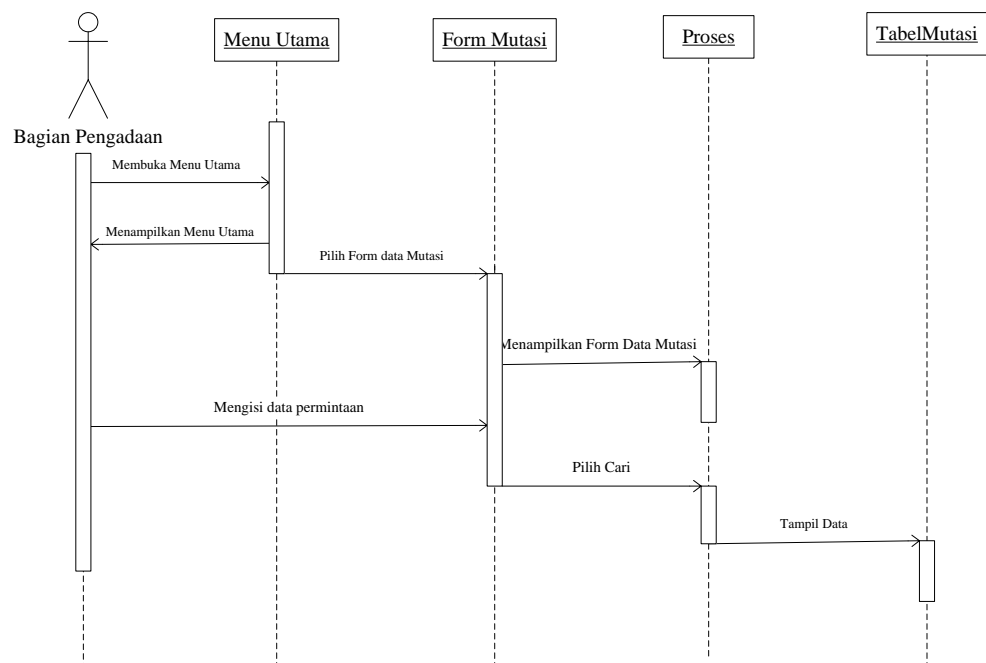 Menu Utama
Form Mutasi
Proses
TabelMutasi
Bagian Pengadaan
Membuka Menu Utama
Menampilkan Menu Utama
Pilih Form data Mutasi
Menampilkan Form Data Mutasi
Mengisi data permintaan
Pilih Cari
Tampil Data